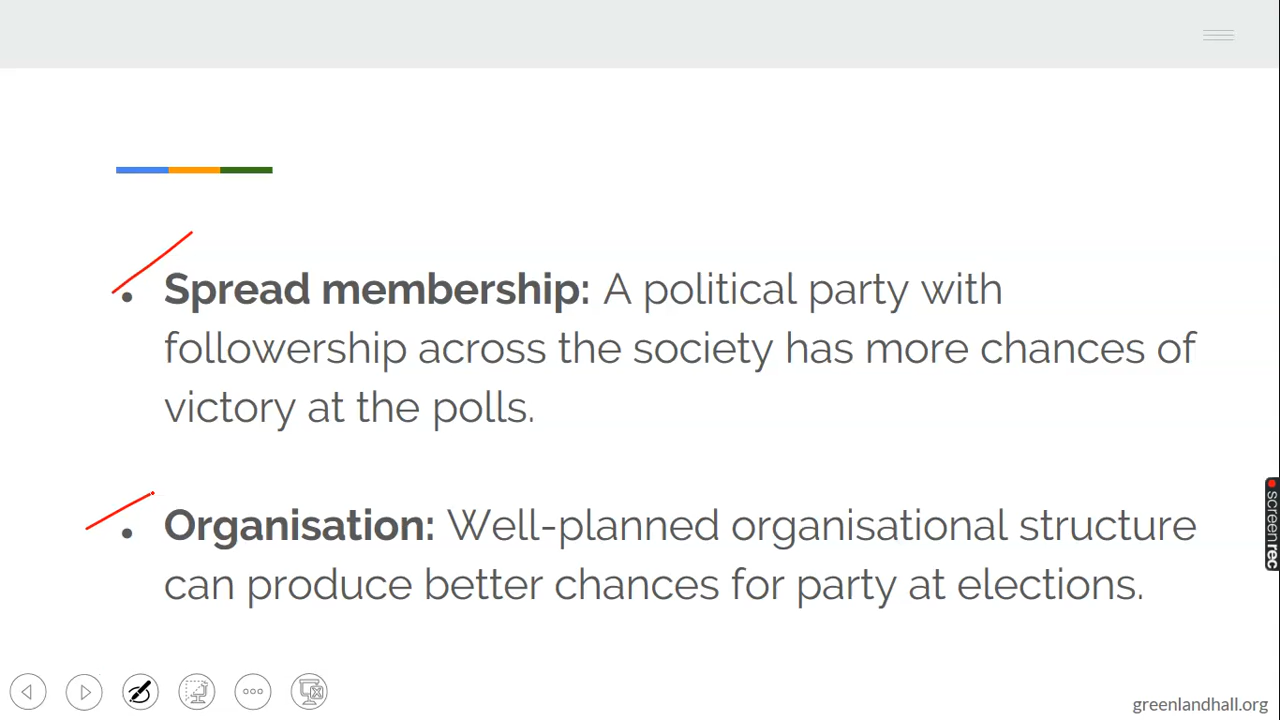 • Spread membership: A political party with
followership across the society has more chances of
victory at the polls.
• Organisation: Well-planned organisational structure
can produce better chances for party at elections.
screenrec
greenlandhall.org